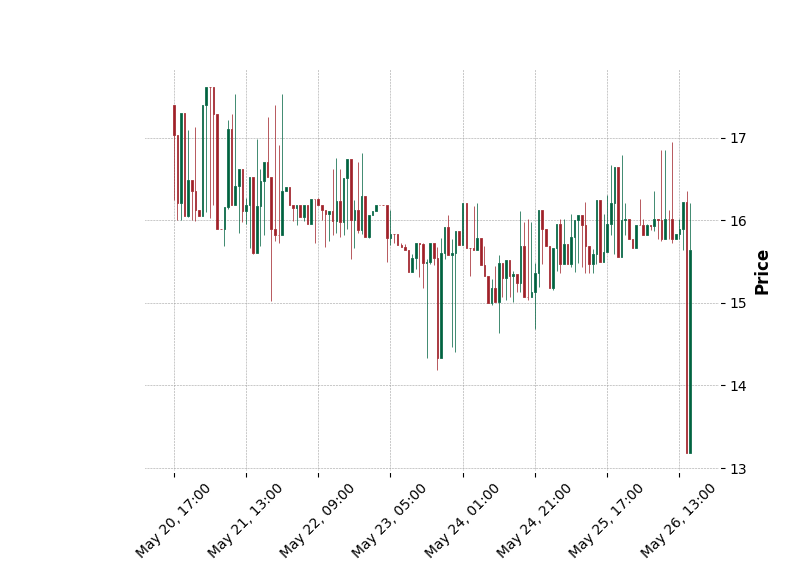 17
16
15
14
13
Price
May 20, 17:00
May 21, 13:00
May 22, 09:00
May 23, 05:00
May 24, 01:00
May 24, 21:00
May 25, 17:00
May 26, 13:00